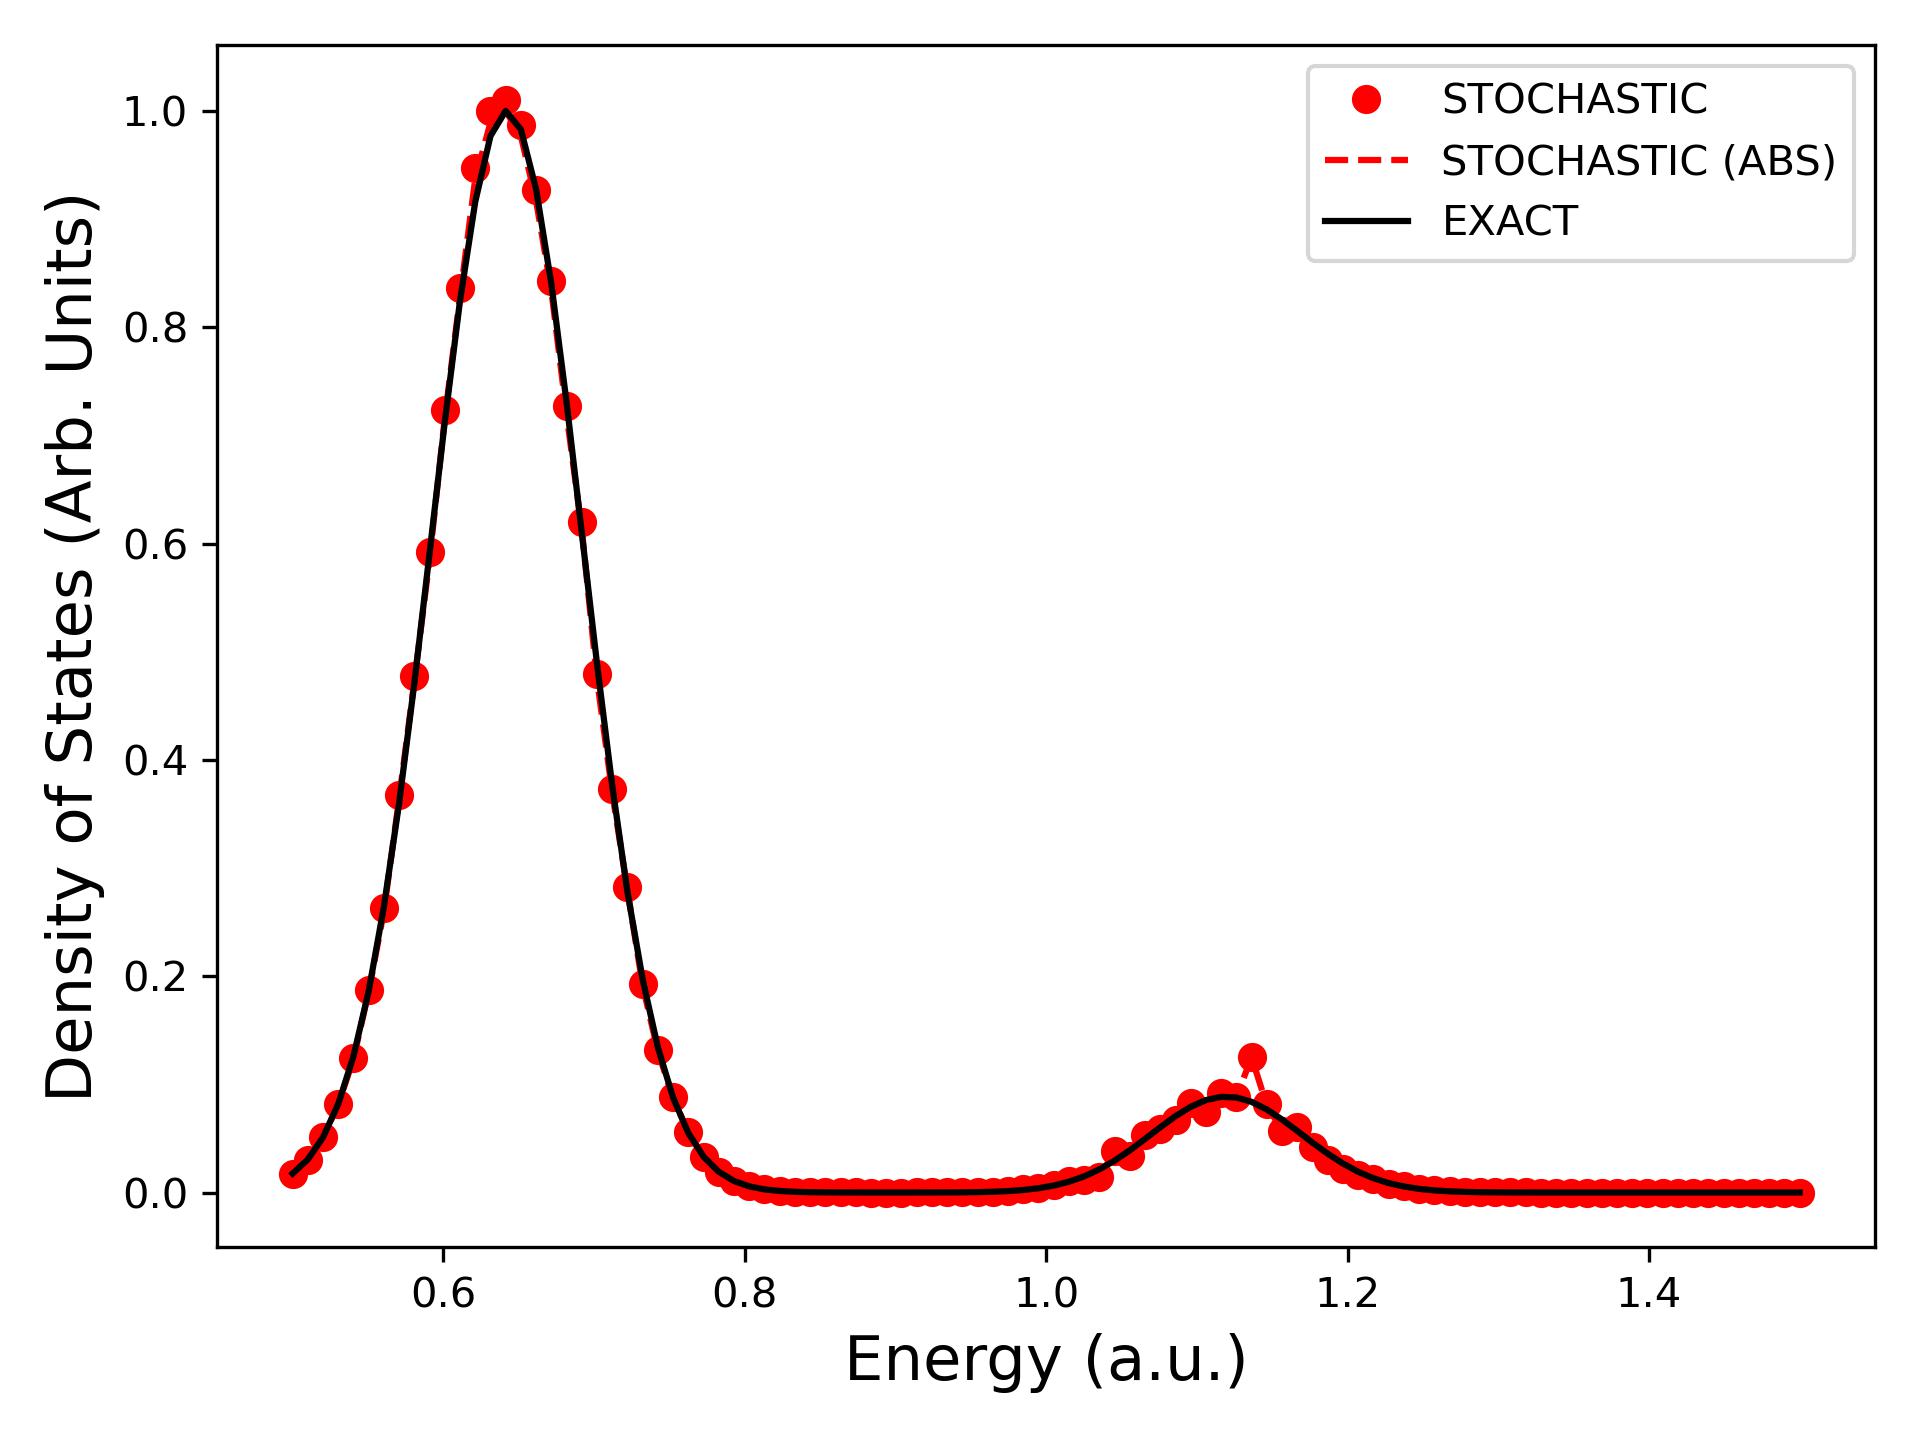 STOCHASTIC
STOCHASTIC (ABS)
EXACT
Density of States (Arb. Units)
1.0
0.8
0.6
0.4
0.2
0.0
0.6 0.8 1.0 1.2 1.4
Energy (a.u.)